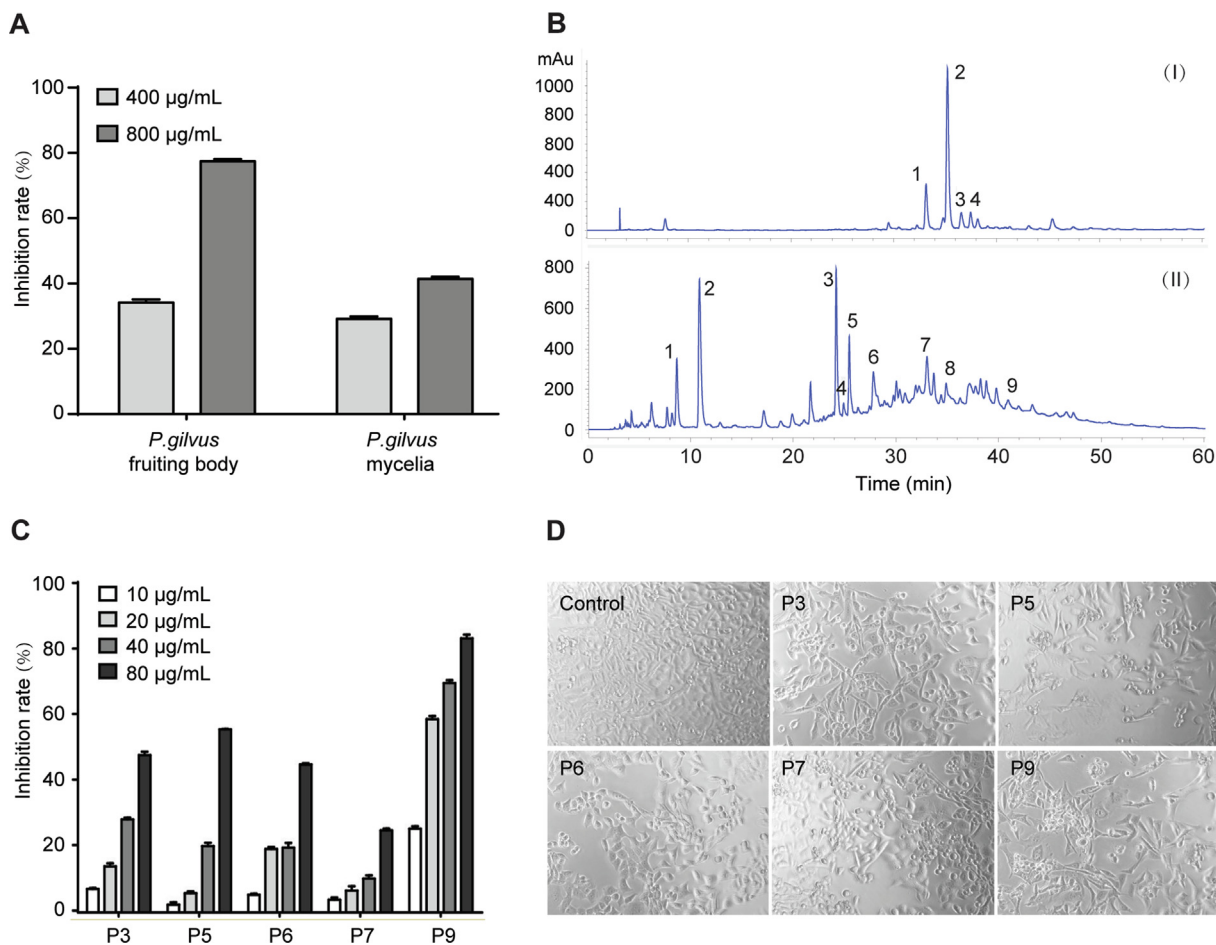 A
100
80
60
40
20
0
Inhibition rate (%)
400 µg/mL
800 µg/mL
P.gilvus
fruiting body
P.gilvus
mycelia
B
mAu
1000
800
400
400
200
0
1
2
3
4
(I)
800
600
400
200
0
1
2
3
4
5
6
7
8
9
(II)
0
10
20
30
40
50
60
Time (min)
C
100
80
60
40
20
0
Inhibition rate (%)
10 µg/mL
20 µg/mL
40 µg/mL
80 µg/mL
P3
P5
P6
P7
P9
D
Control
P3
P5
P6
P7
P9